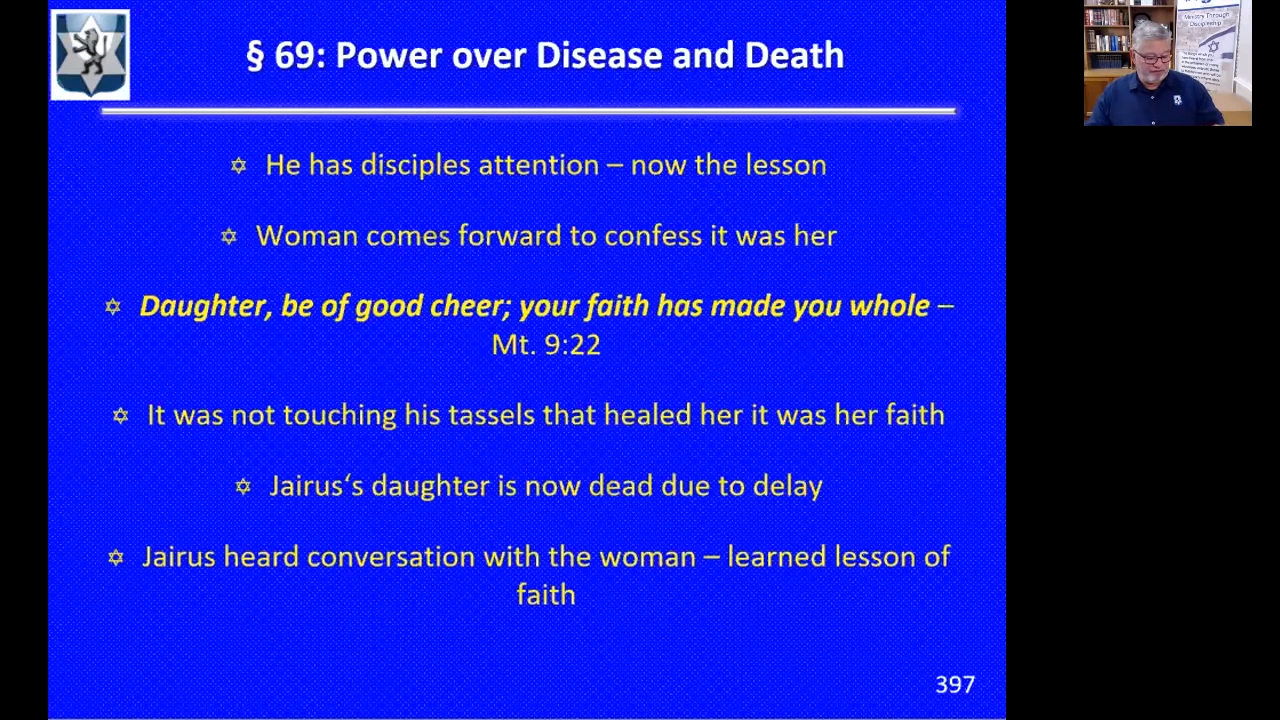 § 69: Power over Disease and Death
Ministry Through
Discipleship
✡ He has disciples attention – now the lesson
✡ Woman comes forward to confess it was her
✡ Daughter, be of good cheer; your faith has made you whole –
Mt. 9:22
✡ It was not touching his tassels that healed her it was her faith
✡ Jairus‘s daughter is now dead due to delay
✡ Jairus heard conversation with the woman – learned lesson of
faith
397